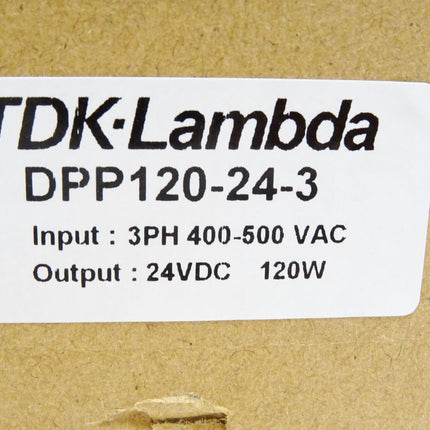 TDK·Lambda
DPP120-24-3
Input : 3PH 400-500 VAC
Output : 24VDC 120W